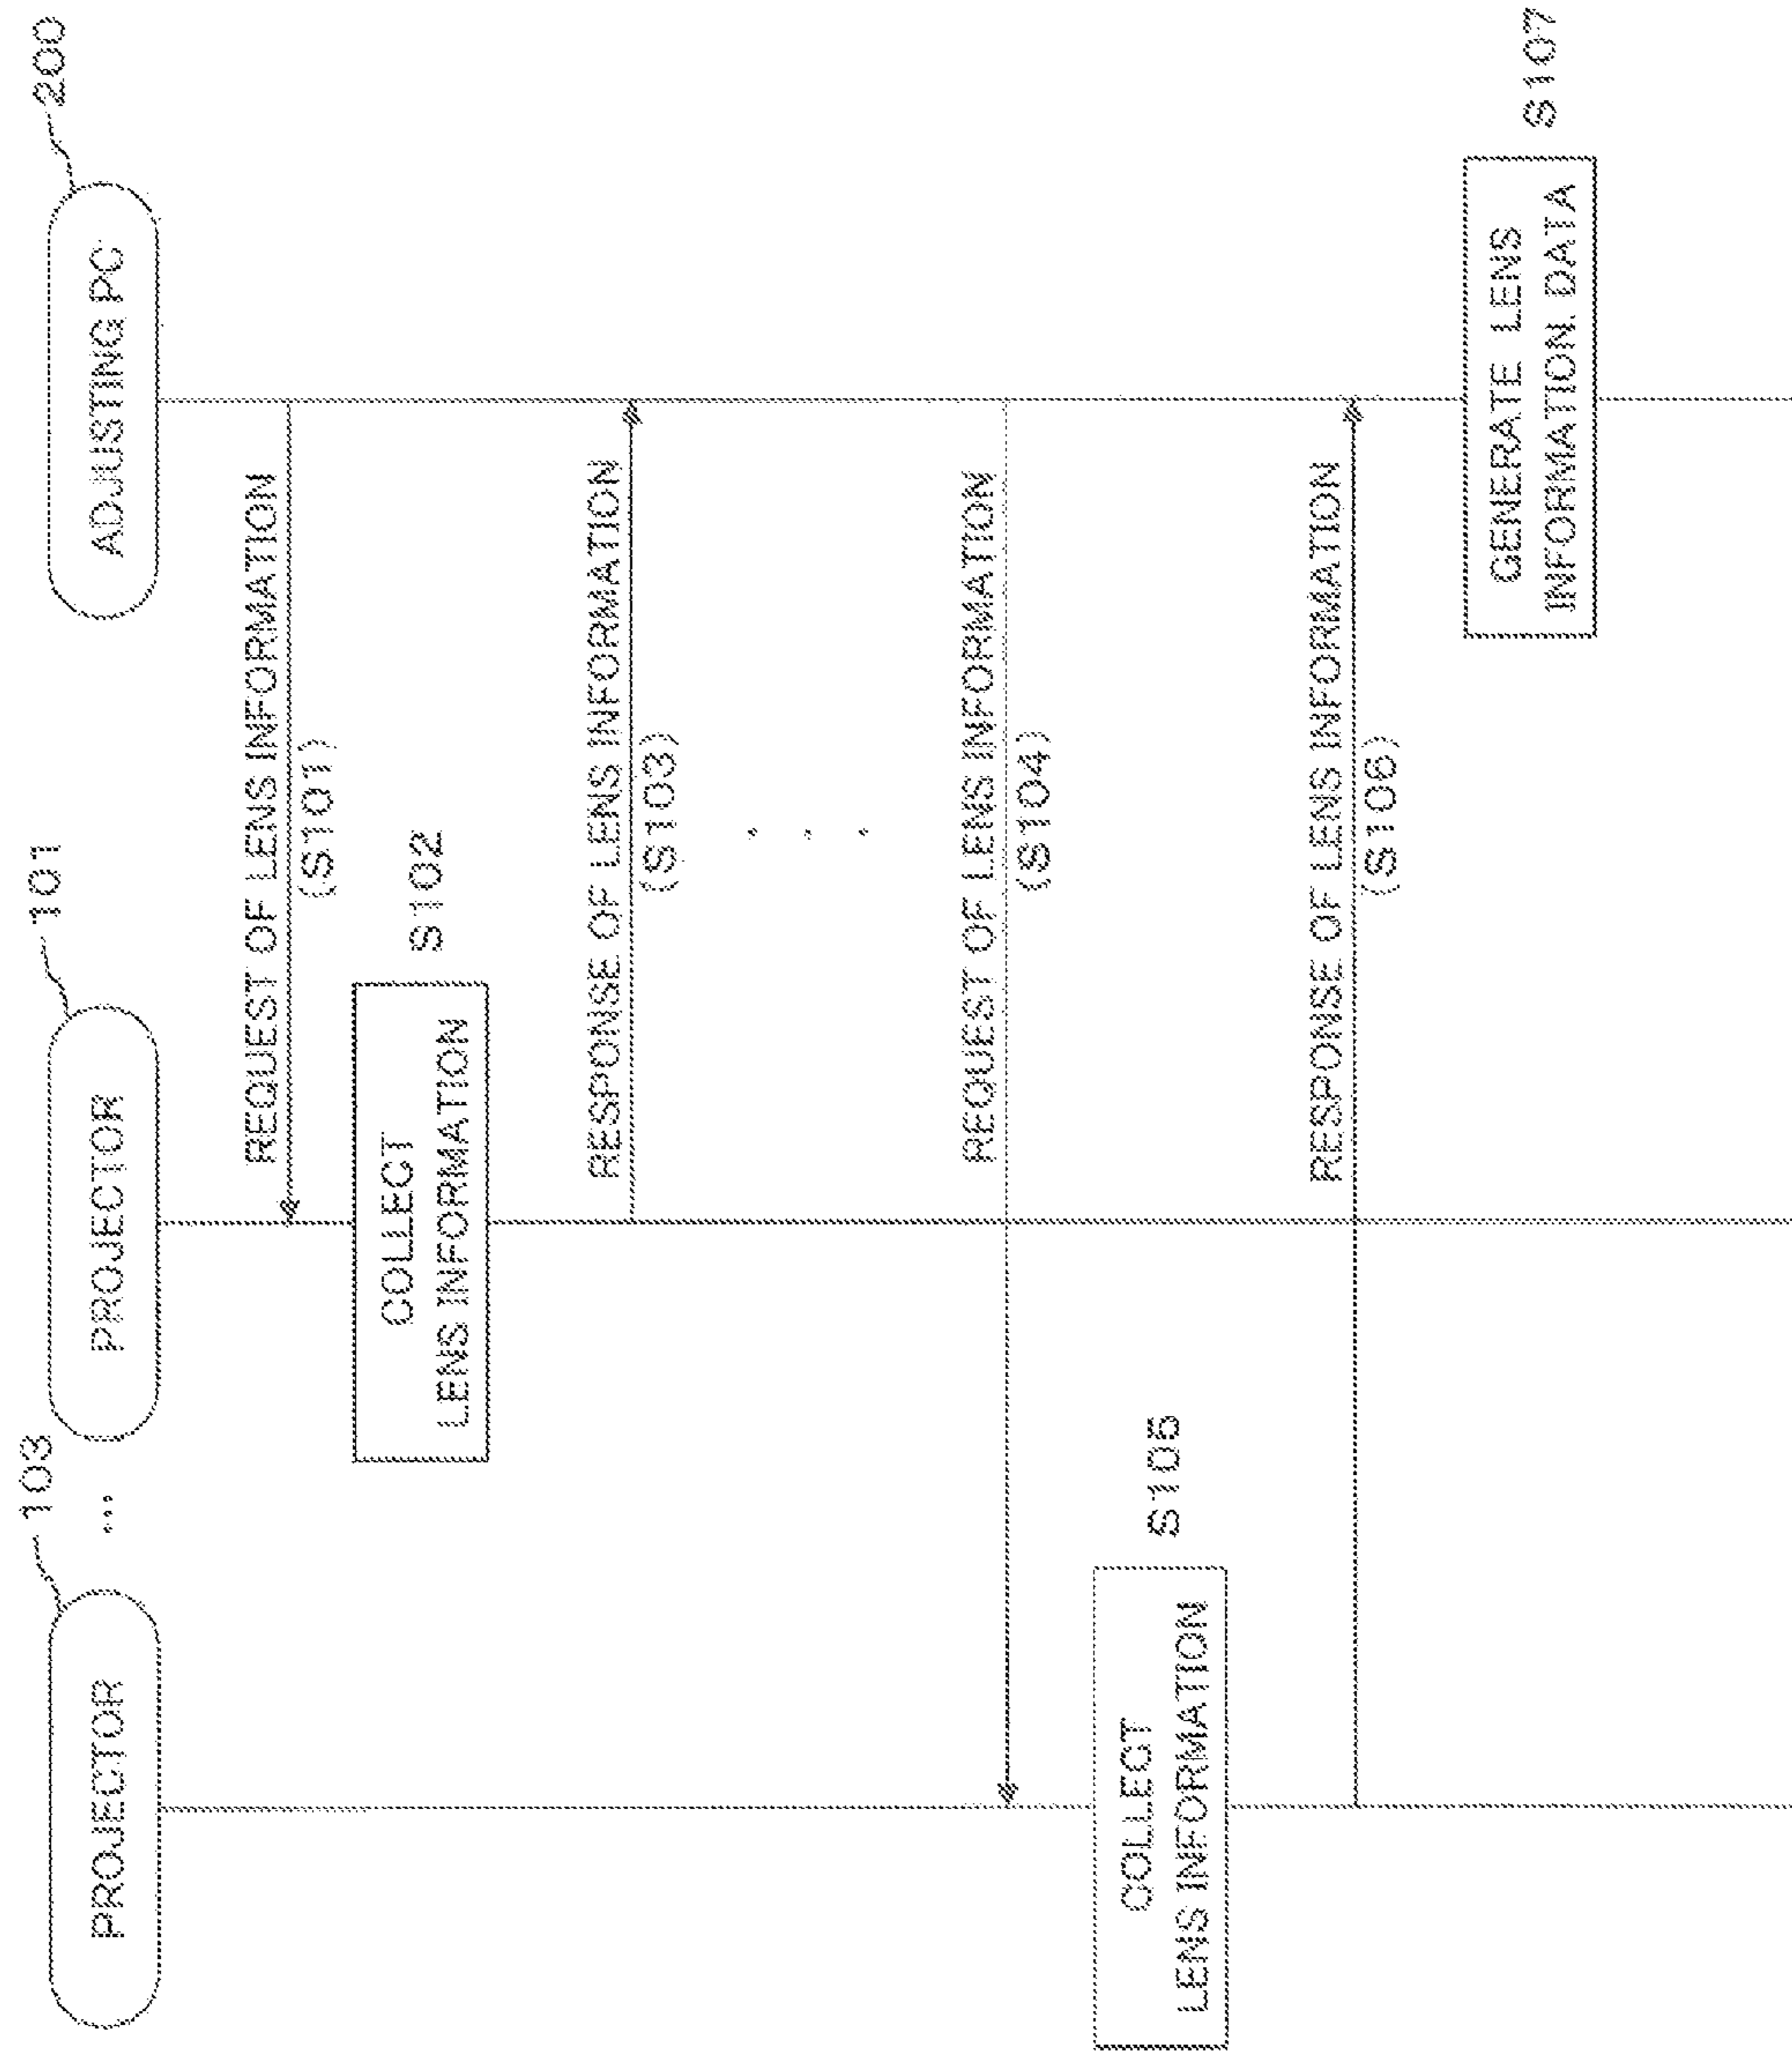 103
PROJECTOR
...
101
PROJECTOR
200
ADJUSTING PC
REQUEST OF LENS INFORMATION
(S101)
COLLECT
LENS INFORMATION
S102
RESPONSE OF LENS INFORMATION
(S103)
. . .
REQUEST OF LENS INFORMATION
(S104)
COLLECT
LENS INFORMATION
S105
RESPONSE OF LENS INFORMATION
(S106)
GENERATE LENS
INFORMATION DATA
S107